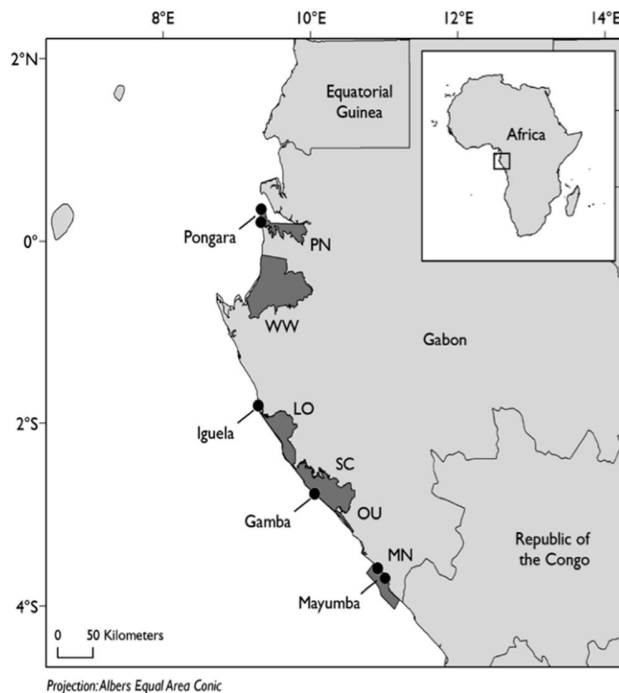 8°E
10°E
12°E
14°E
2°N
Equatorial
Guinea
Africa
0°
Pongara
PN
WW
Gabon
LO
Iguela
SC
Gamba
OU
Republic of
the Congo
MN
Mayumba
2°S
4°S
0 50 Kilometers
Projection: Albers Equal Area Conic